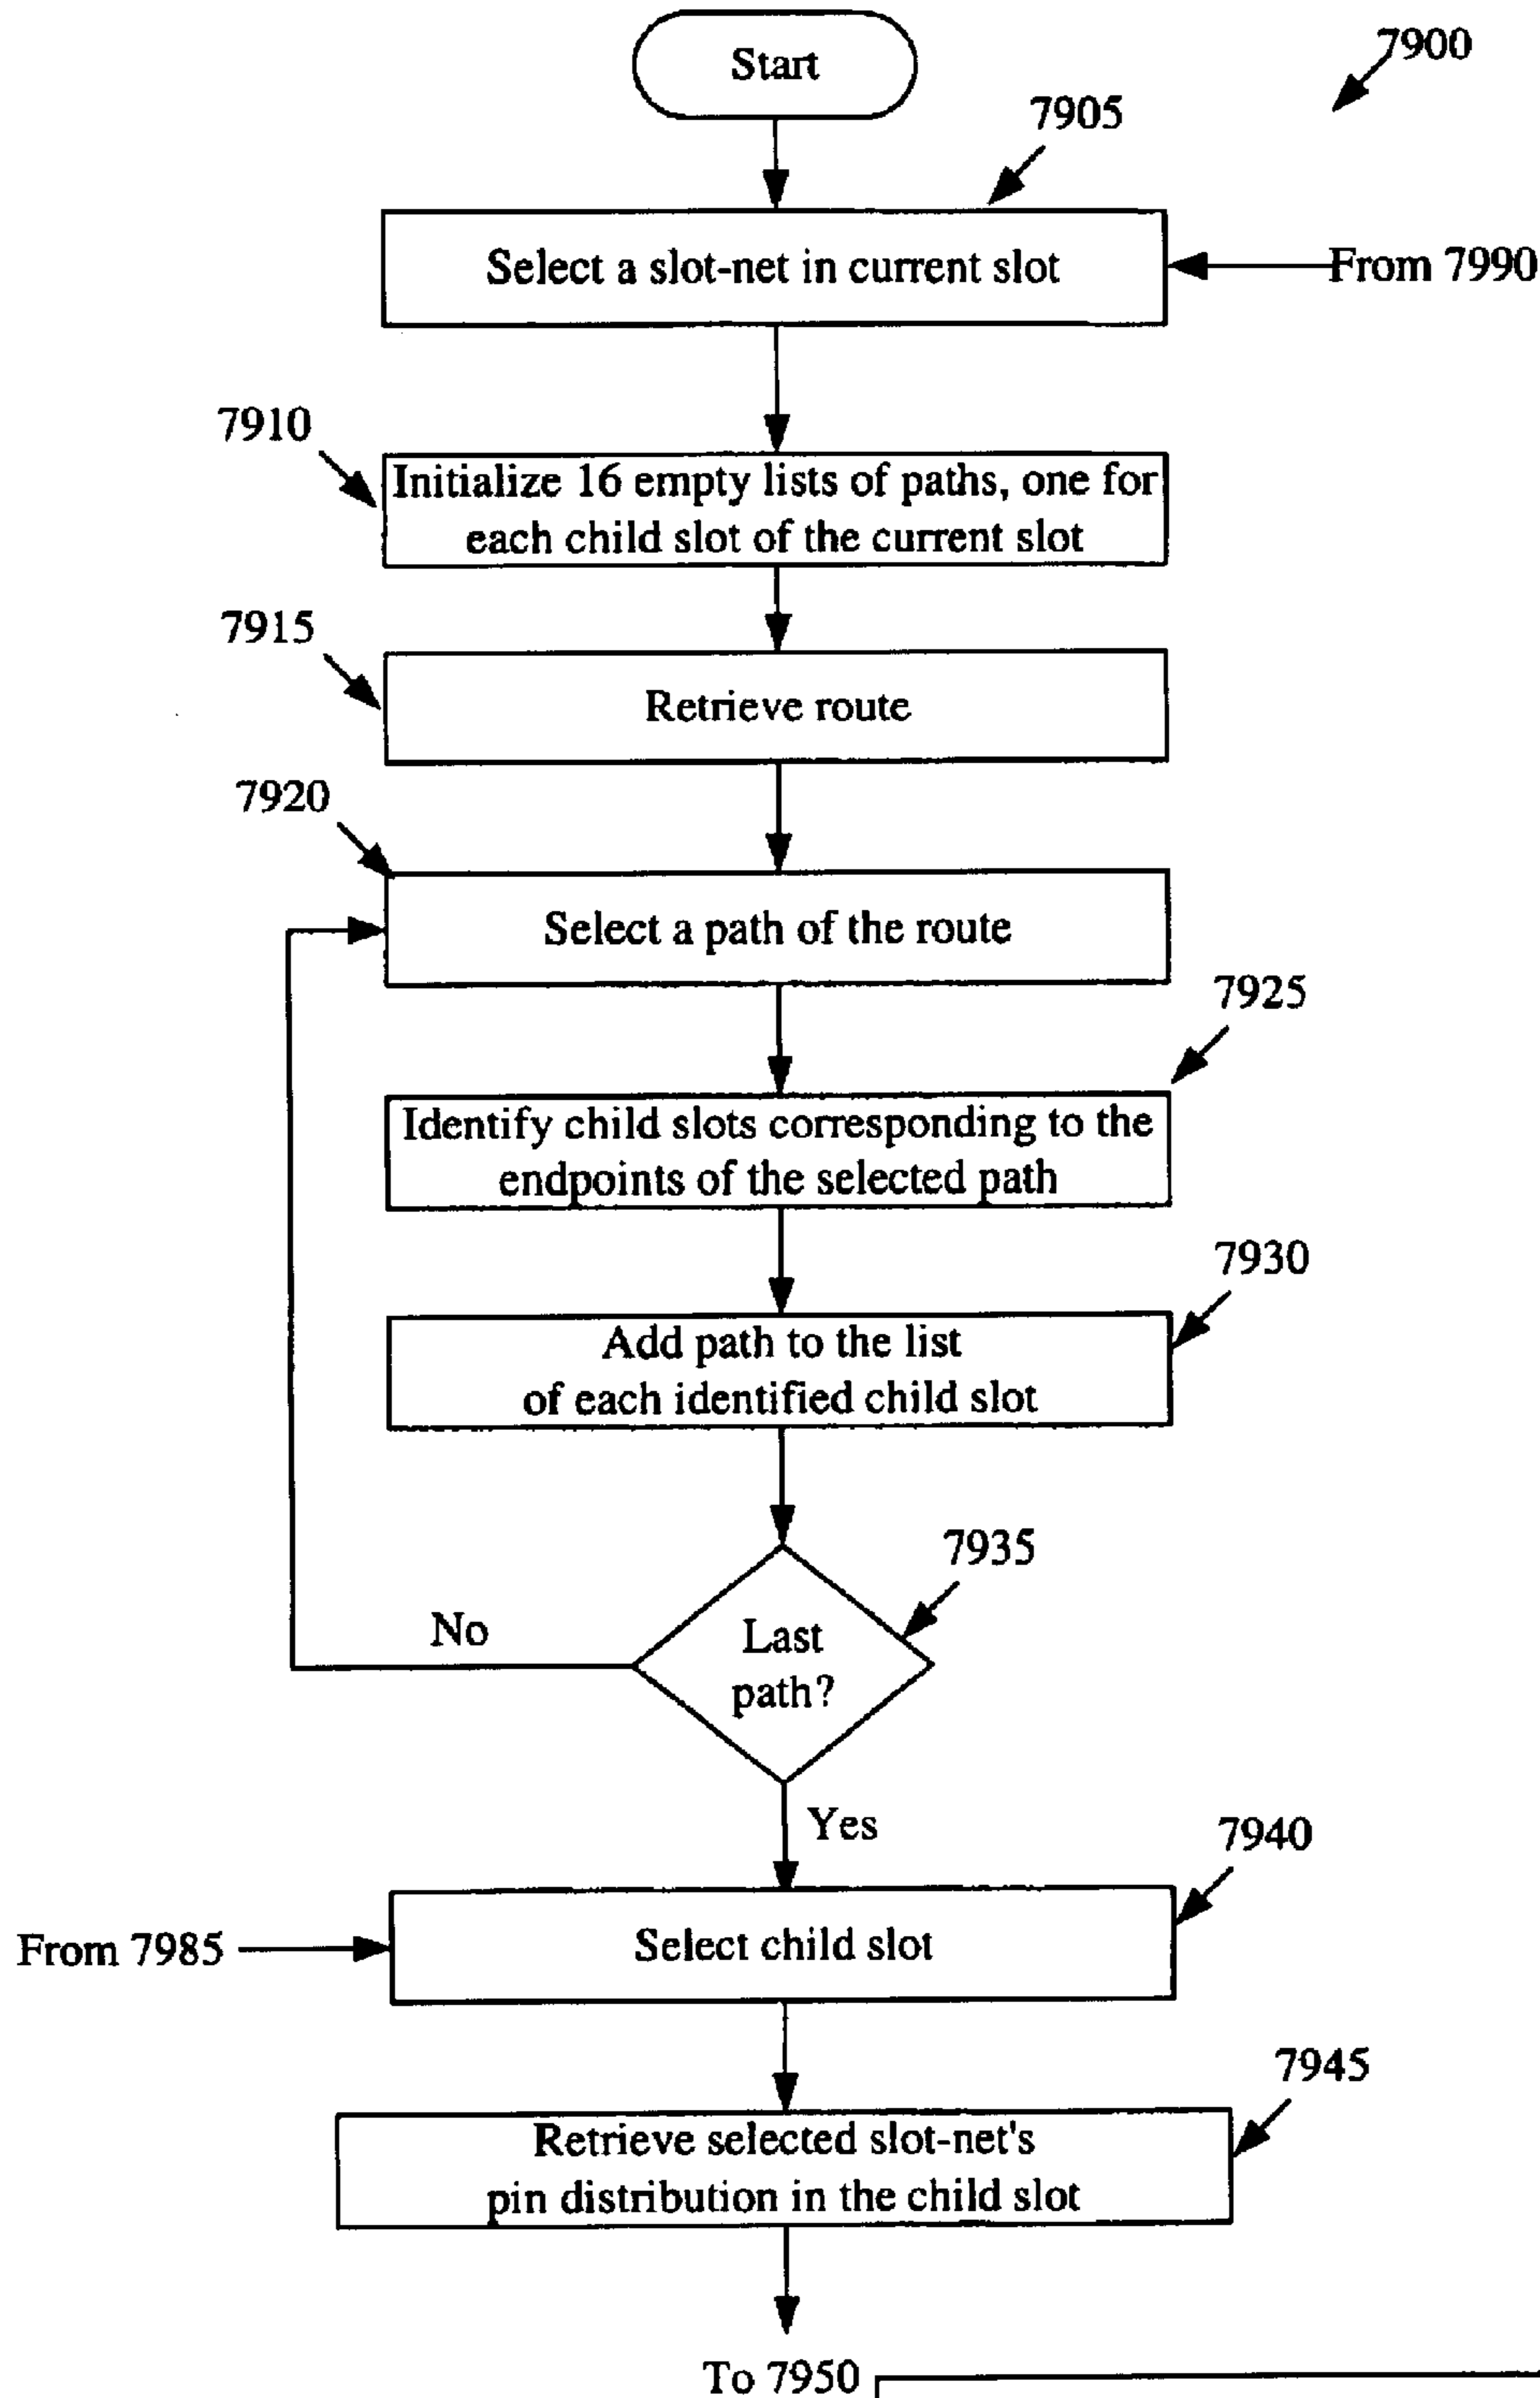 Start
7900
7905
Select a slot-net in current slot
From 7990
7910
Initialize 16 empty lists of paths, one for
each child slot of the current slot
7915
Retrieve route
7920
Select a path of the route
7925
Identify child slots corresponding to the
endpoints of the selected path
7930
Add path to the list
of each identified child slot
7935
Last
path?
No
Yes
7940
From 7985
Select child slot
7945
Retrieve selected slot-net's
pin distribution in the child slot
To 7950